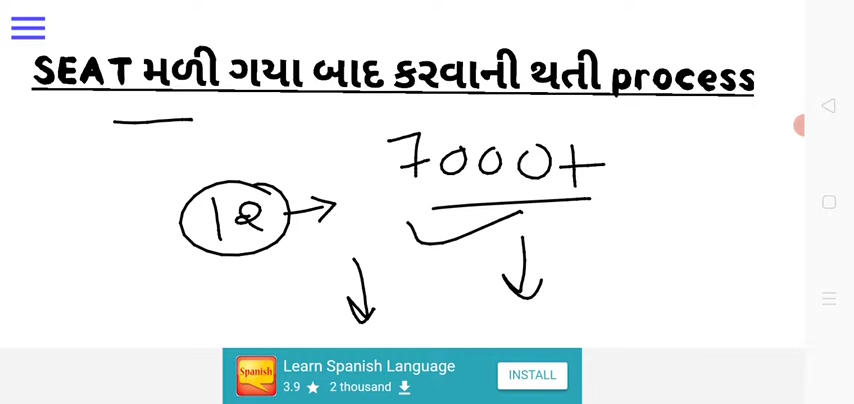 SEAT મળી ગયા બાદ કરવાની થતી process
7000+
12
Spanish
Learn Spanish Language
3.9 ★ 2 thousand
INSTALL